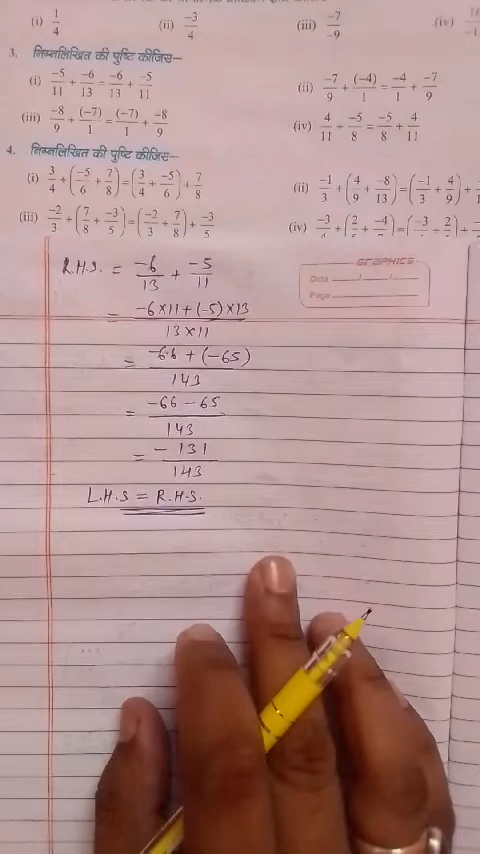 (i) 1/4 (ii) -3/4 (iii) -7/-9 (iv)
3. निम्नलिखित की पुष्टि कीजिए—
(i) -5/11 + -6/13 = -6/13 + -5/11 (ii) -7/9 + (-4)/1 = -4/1 + -7/9
(iii) -8/9 + (-7)/1 = (-7)/1 + -8/9 (iv) 4/11 + -5/8 = -5/8 + 4/11
4. निम्नलिखित की पुष्टि कीजिए—
(i) 3/4 + (-5/6 + 7/8) = (3/4 + -5/6) + 7/8 (ii) -1/3 + (4/9 + -8/13) = (-1/3 + 4/9) +
(iii) -2/3 + (7/8 + -3/5) = (-2/3 + 7/8) + -3/5 (iv)
GRAPHICS
Date
Page
R.H.S. = -6/13 + -5/11
= -6×11+(-5)×13 / 13×11
= -66+(-65) / 143
= -66-65 / 143
= -131/143
L.H.S = R.H.S.